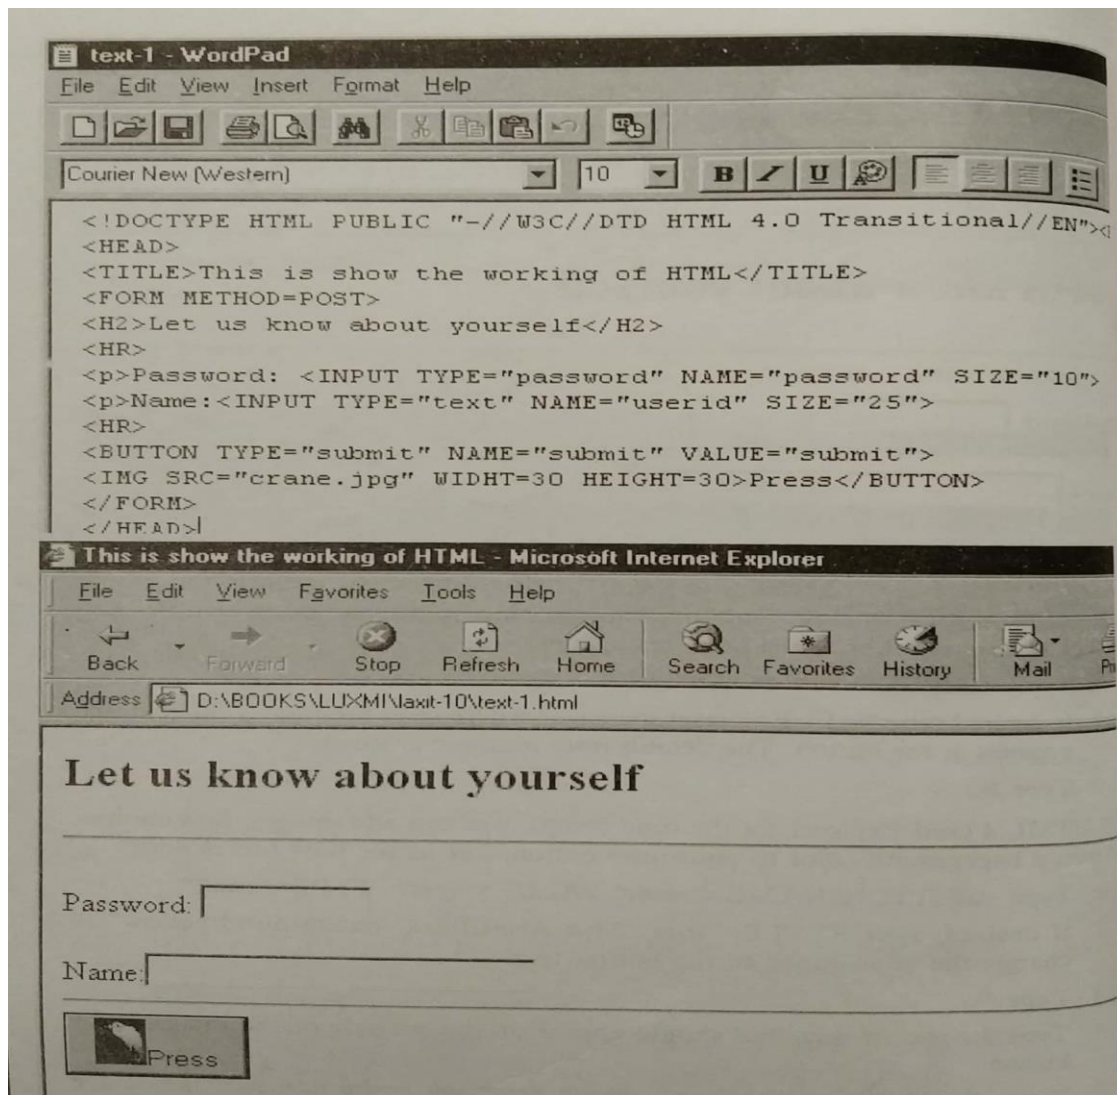 text-1 - WordPad
File Edit View Insert Format Help
Courier New (Western) 10 B I U
<!DOCTYPE HTML PUBLIC "-//W3C//DTD HTML 4.0 Transitional//EN">
<HEAD>
<TITLE>This is show the working of HTML</TITLE>
<FORM METHOD=POST>
<H2>Let us know about yourself</H2>
<HR>
<p>Password: <INPUT TYPE="password" NAME="password" SIZE="10">
<p>Name:<INPUT TYPE="text" NAME="userid" SIZE="25">
<HR>
<BUTTON TYPE="submit" NAME="submit" VALUE="submit">
<IMG SRC="crane.jpg" WIDHT=30 HEIGHT=30>Press</BUTTON>
</FORM>
</HEAD>
This is show the working of HTML - Microsoft Internet Explorer
File Edit View Favorites Tools Help
Back Forward Stop Refresh Home Search Favorites History Mail
Address D:\BOOKS\LUXMI\laxit-10\text-1.html
Let us know about yourself
Password:
Name:
Press